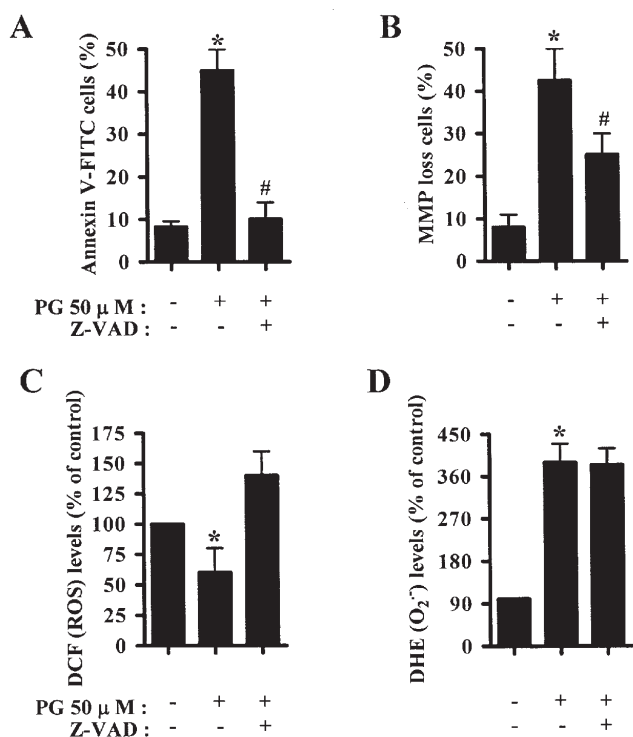 A
Annexin V-FITC cells (%)
50
40
30
20
10
0
*
#
PG 50 μ M : - + +
Z-VAD : - - +
B
MMP loss cells (%)
50
40
30
20
10
0
*
#
- + +
- - +
C
DCF (ROS) levels (% of control)
175
150
125
100
75
50
25
0
*
PG 50 μ M : - + +
Z-VAD : - - +
D
DHE (O₂·⁻) levels (% of control)
450
360
270
180
90
0
*
- + +
- - +